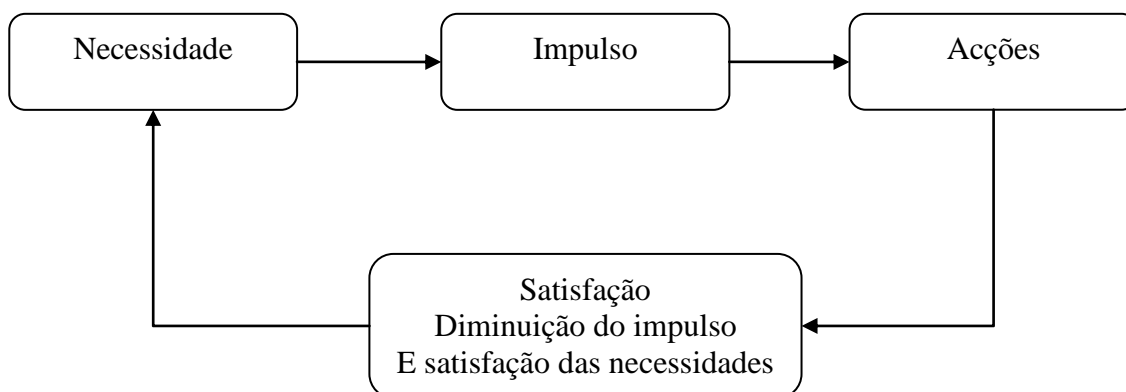 Necessidade
Impulso
Acções
Satisfação
Diminuição do impulso
E satisfação das necessidades